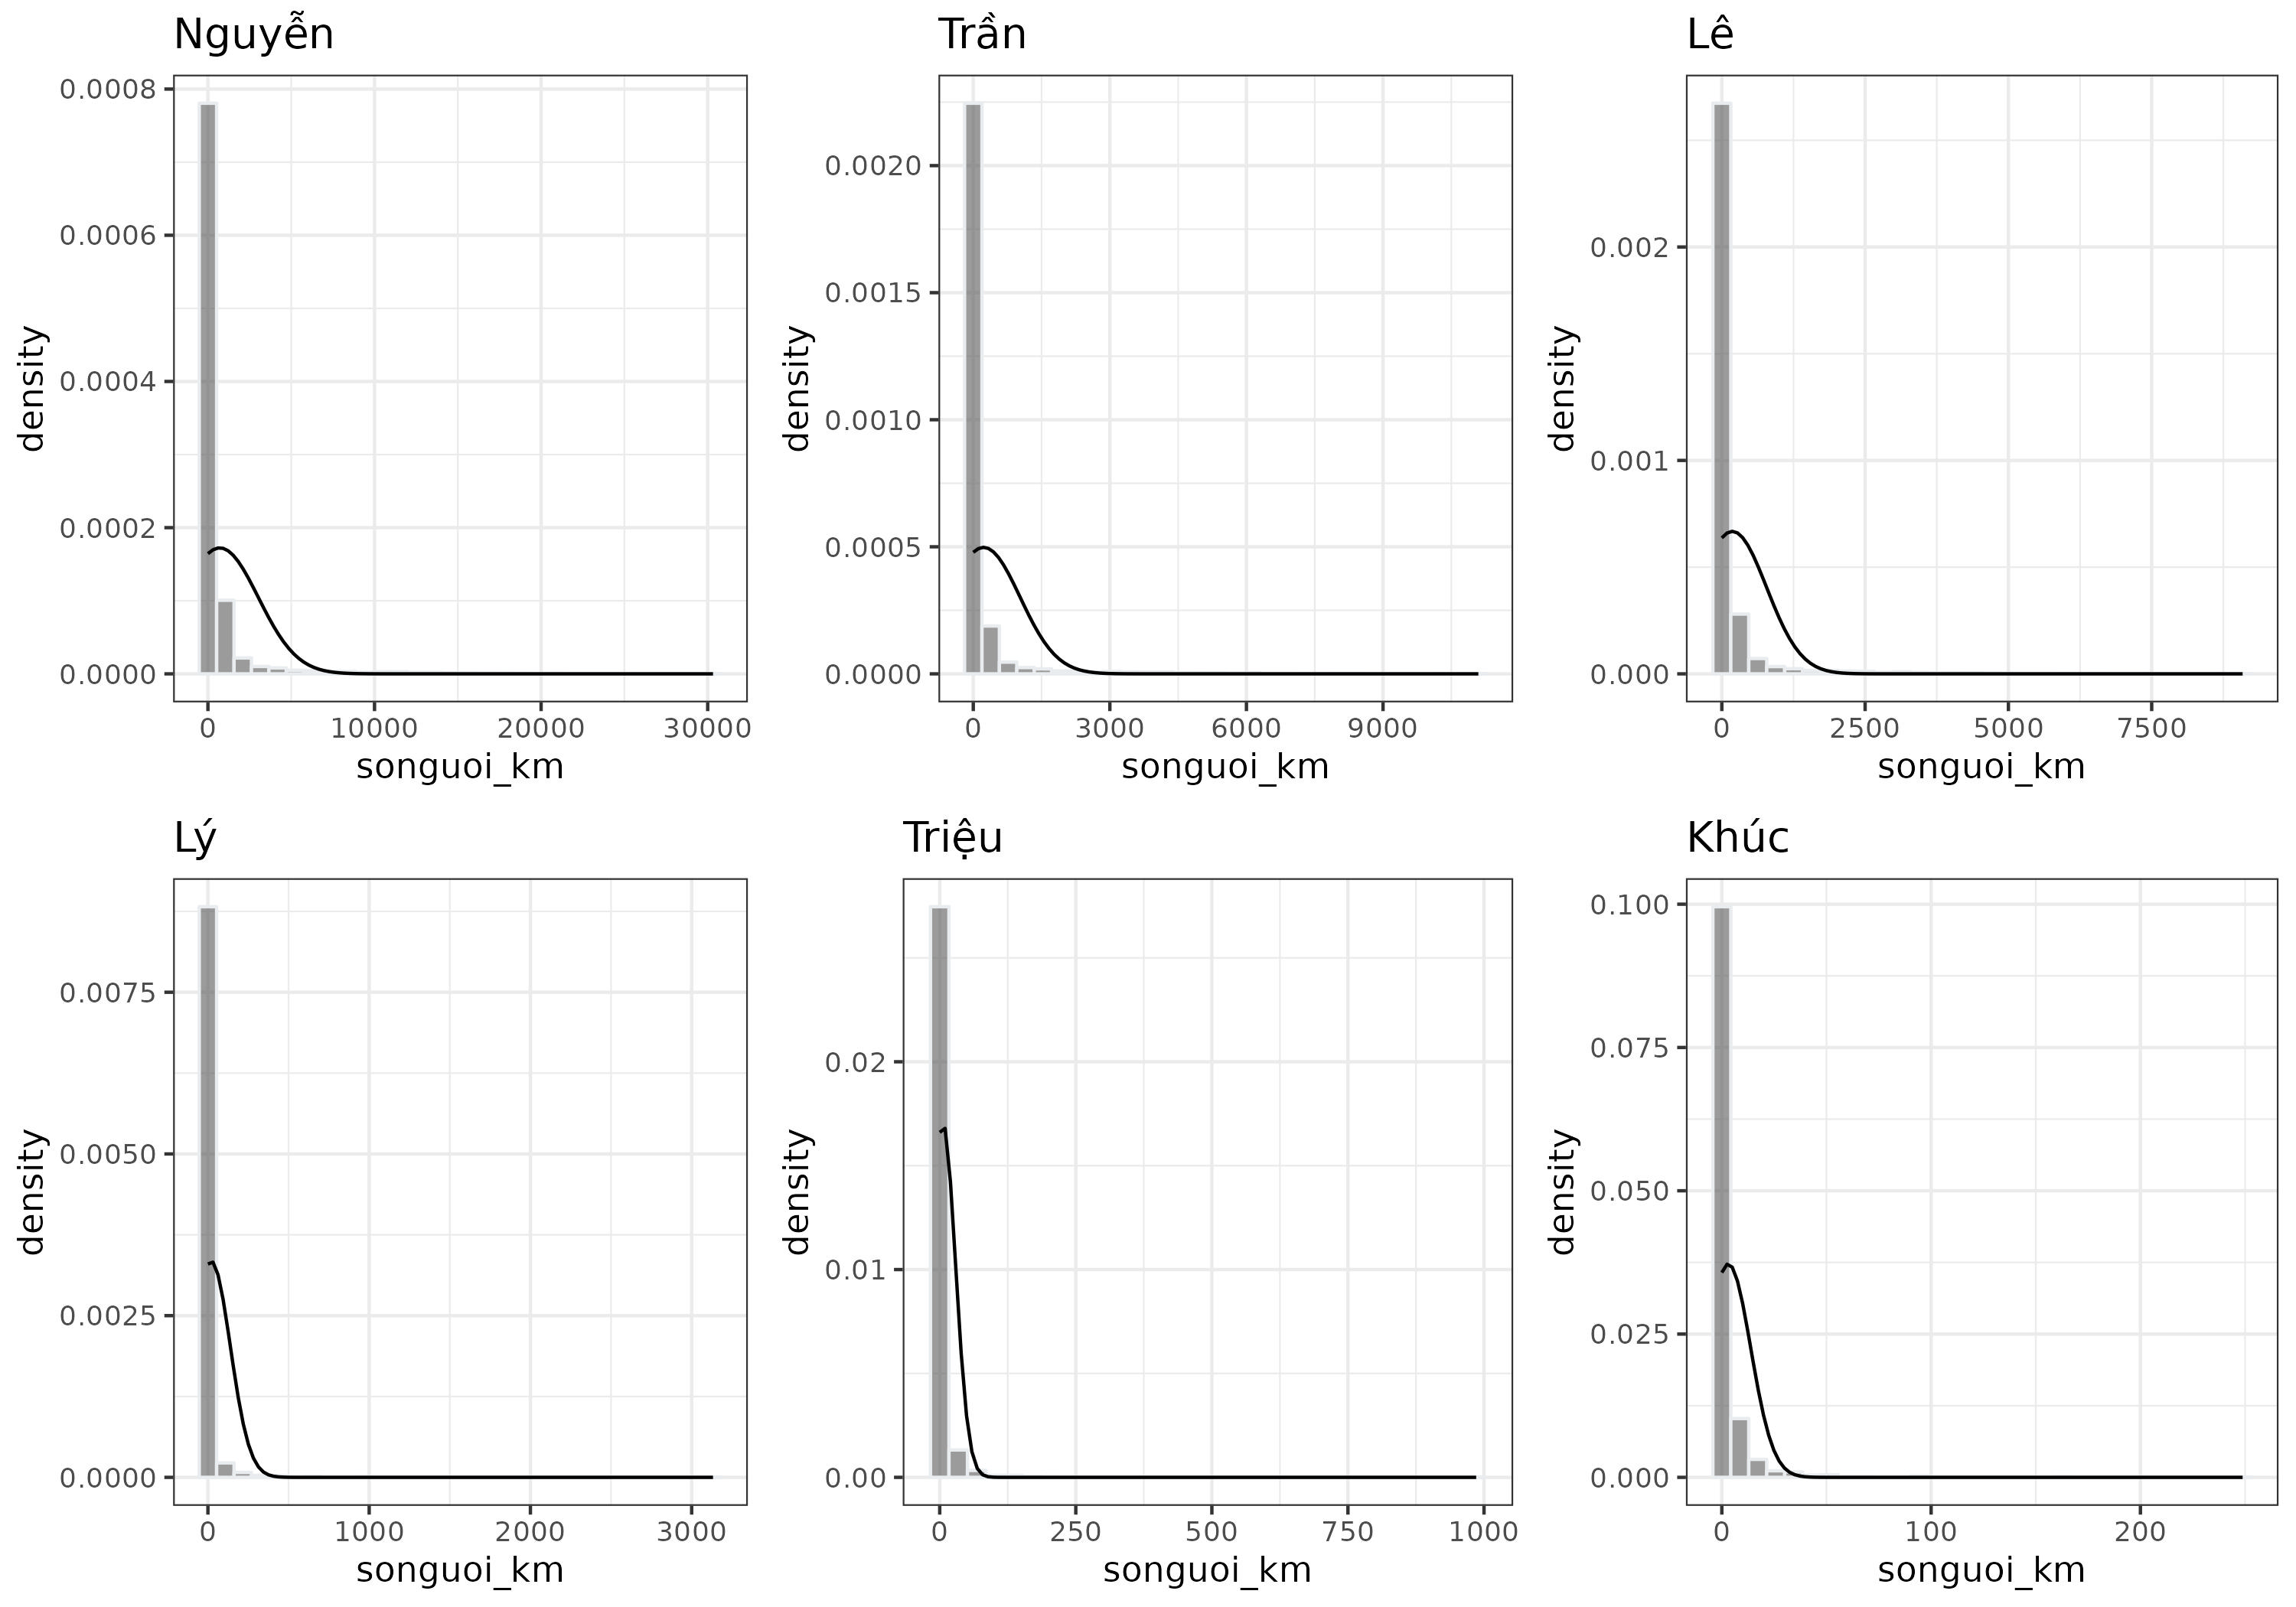 Nguyễn
density
0.0008
0.0006
0.0004
0.0002
0.0000
0 10000 20000 30000
songuoi_km
Trần
density
0.0020
0.0015
0.0010
0.0005
0.0000
0 3000 6000 9000
songuoi_km
Lê
density
0.002
0.001
0.000
0 2500 5000 7500
songuoi_km
Lý
density
0.0075
0.0050
0.0025
0.0000
0 1000 2000 3000
songuoi_km
Triệu
density
0.02
0.01
0.00
0 250 500 750 1000
songuoi_km
Khúc
density
0.100
0.075
0.050
0.025
0.000
0 100 200
songuoi_km